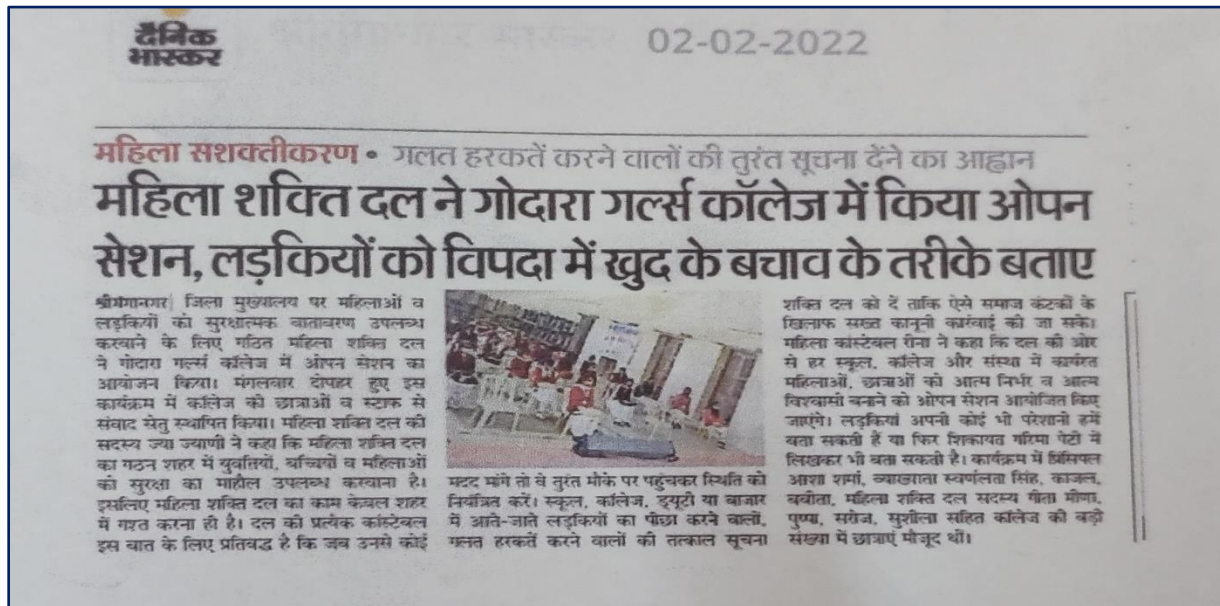 दैनिक
भास्कर
02-02-2022
महिला सशक्तीकरण • गलत हरकतें करने वालों की तुरंत सूचना देंने का आह्वान
महिला शक्ति दल ने गोदारा गर्ल्स कॉलेज में किया ओपन
सेशन, लड़कियों को विपदा में खुद के बचाव के तरीके बताए
श्रीगंगानगर| जिला मुख्यालय पर महिलाओं व
लड़कियों को सुरक्षात्मक वातावरण उपलब्ध
करवाने के लिए गठित महिला शक्ति दल
ने गोदारा गर्ल्स कॉलेज में ओपन सेशन का
आयोजन किया। मंगलवार दोपहर हुए इस
कार्यक्रम में कॉलेज की छात्राओं व स्टाफ से
संवाद सेतु स्थापित किया। महिला शक्ति दल की
सदस्य ज्या ज्याणी ने कहा कि महिला शक्ति दल
का गठन शहर में युवतियों, बच्चियों व महिलाओं
को सुरक्षा का माहौल उपलब्ध करवाना है।
इसलिए महिला शक्ति दल का काम केवल शहर
में गश्त करना ही है। दल की प्रत्येक कांस्टेबल
इस बात के लिए प्रतिबद्ध है कि जब उनसे कोई
मदद मांगे तो वे तुरंत मौके पर पहुंचकर स्थिति को
नियंत्रित करें। स्कूल, कॉलेज, ड्यूटी या बाजार
में आते-जाते लड़कियों का पीछा करने वालों,
गलत हरकतें करने वालों की तत्काल सूचना
शक्ति दल को दें ताकि ऐसे समाज कंटकों के
खिलाफ सख्त कानूनी कार्रवाई की जा सके।
महिला कांस्टेबल रीना ने कहा कि दल की ओर
से हर स्कूल, कॉलेज और संस्था में कार्यरत
महिलाओं, छात्राओं को आत्म निर्भर व आत्म
विश्वासी बनाने को ओपन सेशन आयोजित किए
जाएंगे। लड़कियां अपनी कोई भी परेशानी हमें
बता सकती हैं या फिर शिकायत गरिमा पेटी में
लिखकर भी बता सकती है। कार्यक्रम में प्रिंसिपल
आशा शर्मा, व्याख्याता स्वर्णलता सिंह, काजल,
बबीता, महिला शक्ति दल सदस्य गीता मीणा,
पुष्पा, सरोज, सुशीला सहित कॉलेज की बड़ी
संख्या में छात्राएं मौजूद थीं।